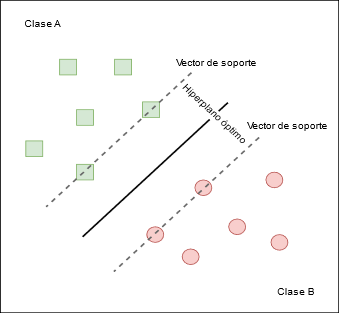 Clase A
Vector de soporte
Hiperplano óptimo
Vector de soporte
Clase B